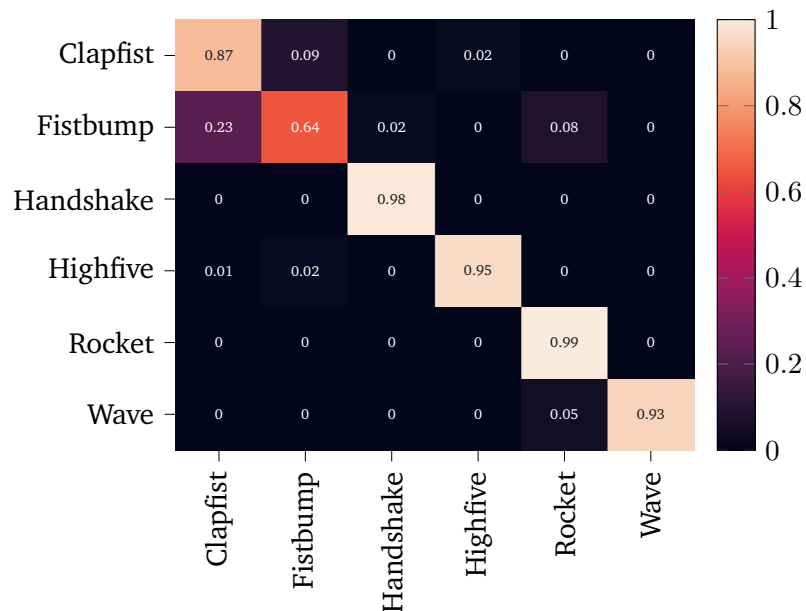 Clapfist 0.87 0.09 0 0.02 0 0
Fistbump 0.23 0.64 0.02 0 0.08 0
Handshake 0 0 0.98 0 0 0
Highfive 0.01 0.02 0 0.95 0 0
Rocket 0 0 0 0 0.99 0
Wave 0 0 0 0 0.05 0.93
Clapfist Fistbump Handshake Highfive Rocket Wave
1
0.8
0.6
0.4
0.2
0